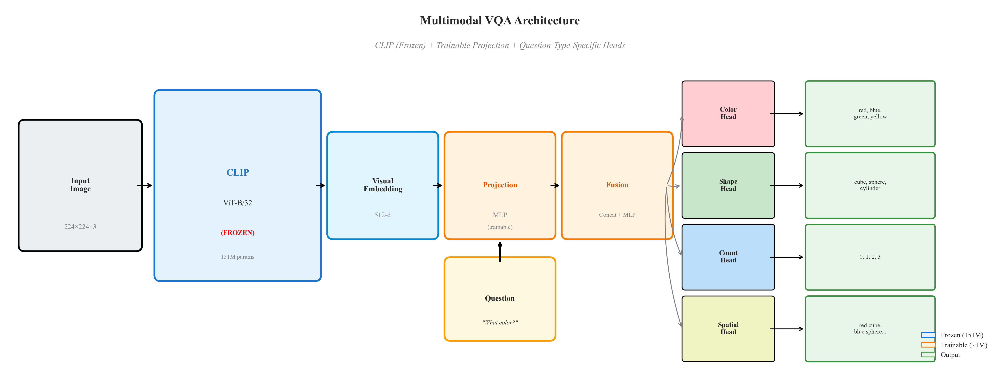 Multimodal VQA Architecture
CLIP (Frozen) + Trainable Projection + Question-Type-Specific Heads
Input
Image
224×224×3
CLIP
ViT-B/32
(FROZEN)
151M params
Visual
Embedding
512-d
Projection
MLP
(trainable)
Question
"What color?"
Fusion
Concat + MLP
Color
Head
red, blue,
green, yellow
Shape
Head
cube, sphere,
cylinder
Count
Head
0, 1, 2, 3
Spatial
Head
red cube,
blue sphere...
Frozen (151M)
Trainable (~1M)
Output